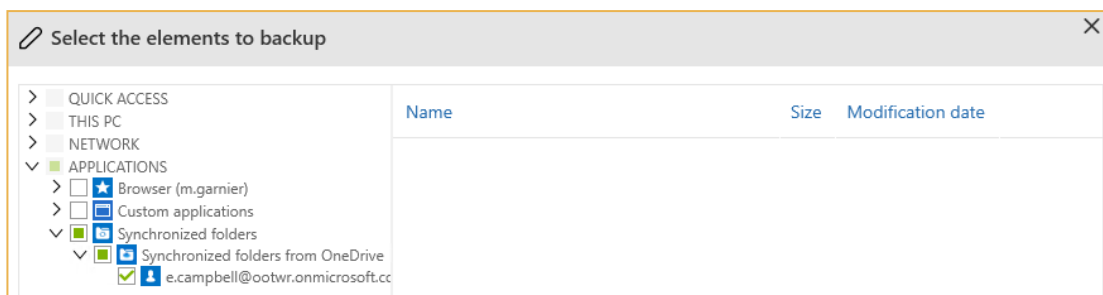 Select the elements to backup
QUICK ACCESS
THIS PC
NETWORK
APPLICATIONS
Browser (m.garnier)
Custom applications
Synchronized folders
Synchronized folders from OneDrive
e.campbell@ootwr.onmicrosoft.cc
Name Size Modification date